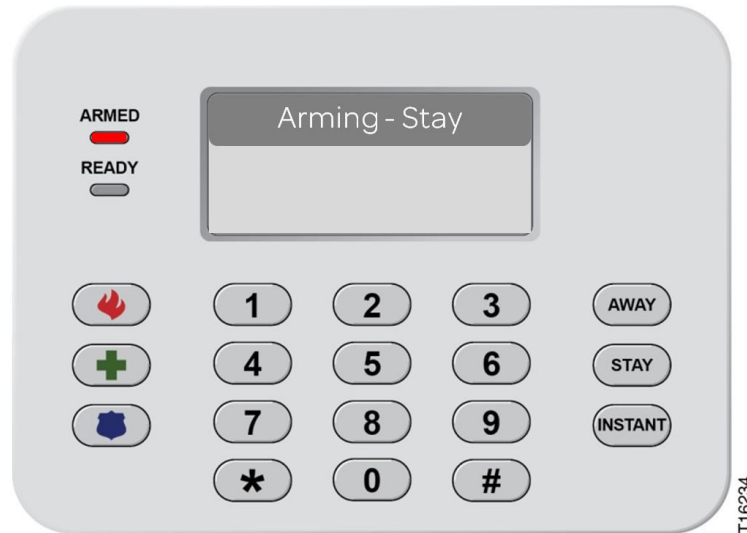 ARMED
READY
Arming - Stay
1 2 3 AWAY
4 5 6 STAY
7 8 9 INSTANT
* 0 #
T16234